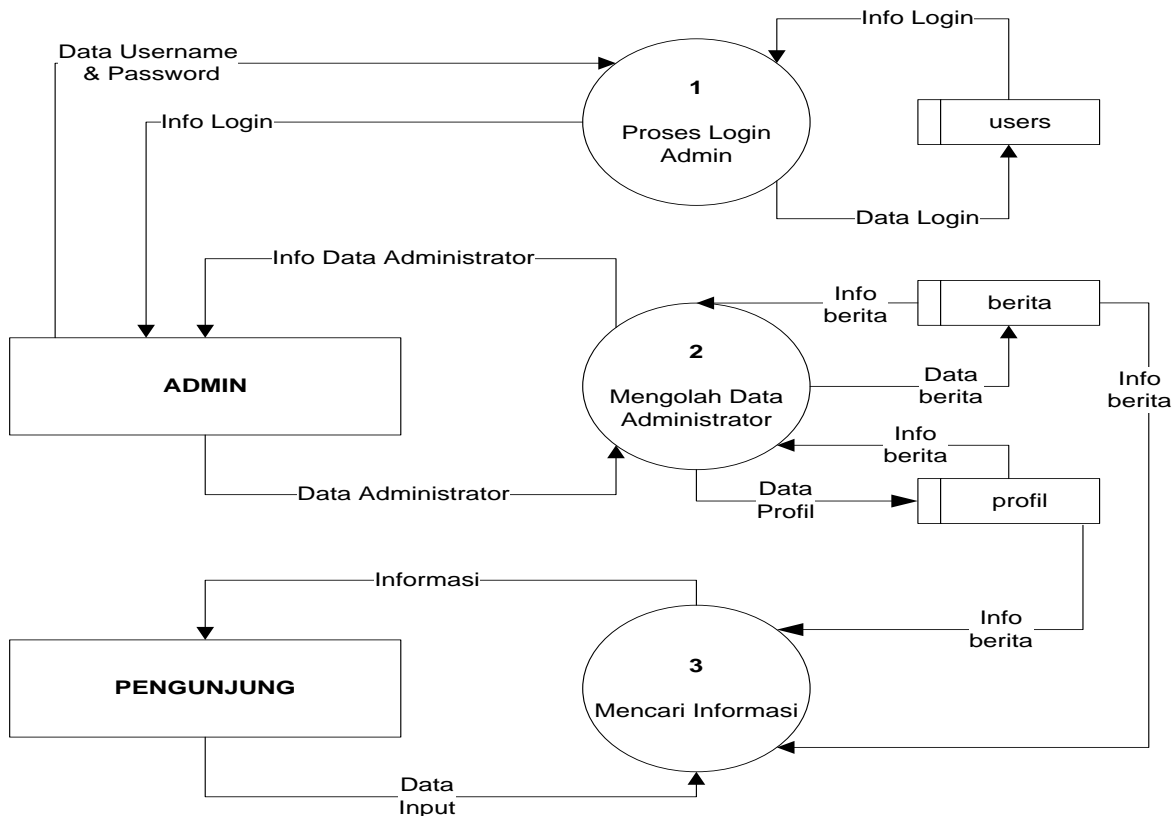 Info Login
Data Username
& Password
1
Proses Login
Admin
users
Info Login
Data Login
Info Data Administrator
Info
berita
berita
2
Mengolah Data
Administrator
ADMIN
Data
berita
Info
berita
Info
berita
Data Administrator
Data
Profil
profil
Informasi
Info
berita
3
Mencari Informasi
PENGUNJUNG
Data
Input